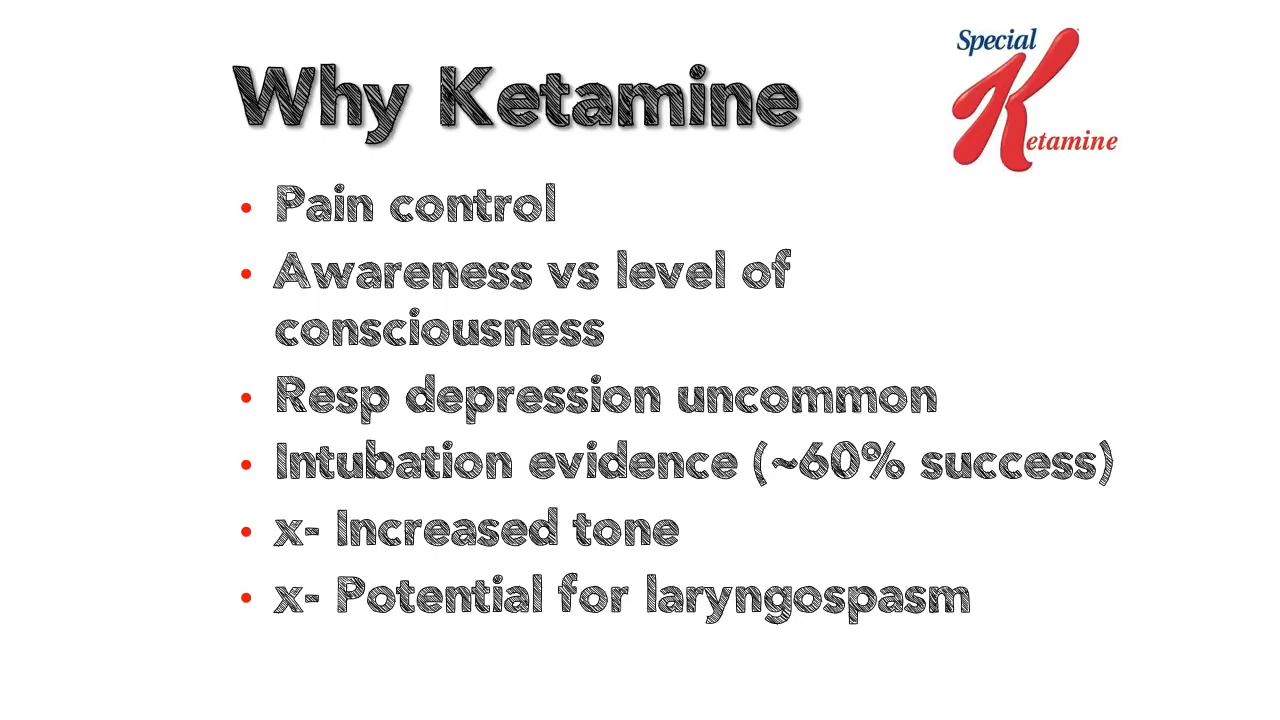 Special
Ketamine
Why Ketamine
• Pain control
• Awareness vs level of
consciousness
• Resp depression uncommon
• Intubation evidence (~60% success)
• x- Increased tone
• x- Potential for laryngospasm